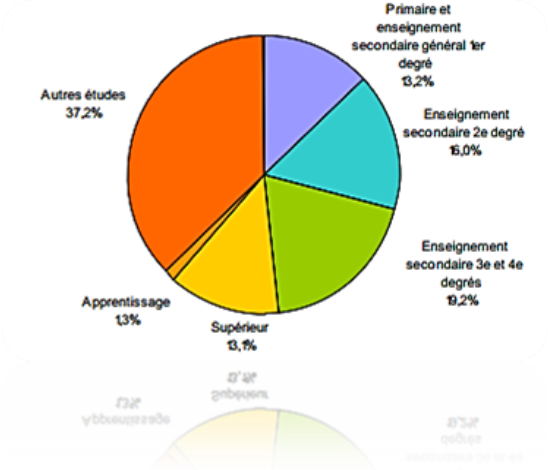 Primaire et
enseignement
secondaire général 1er
degré
13,2%
Enseignement
secondaire 2e degré
16,0%
Enseignement
secondaire 3e et 4e
degrés
19,2%
Supérieur
13,1%
Apprentissage
1,3%
Autres études
37,2%